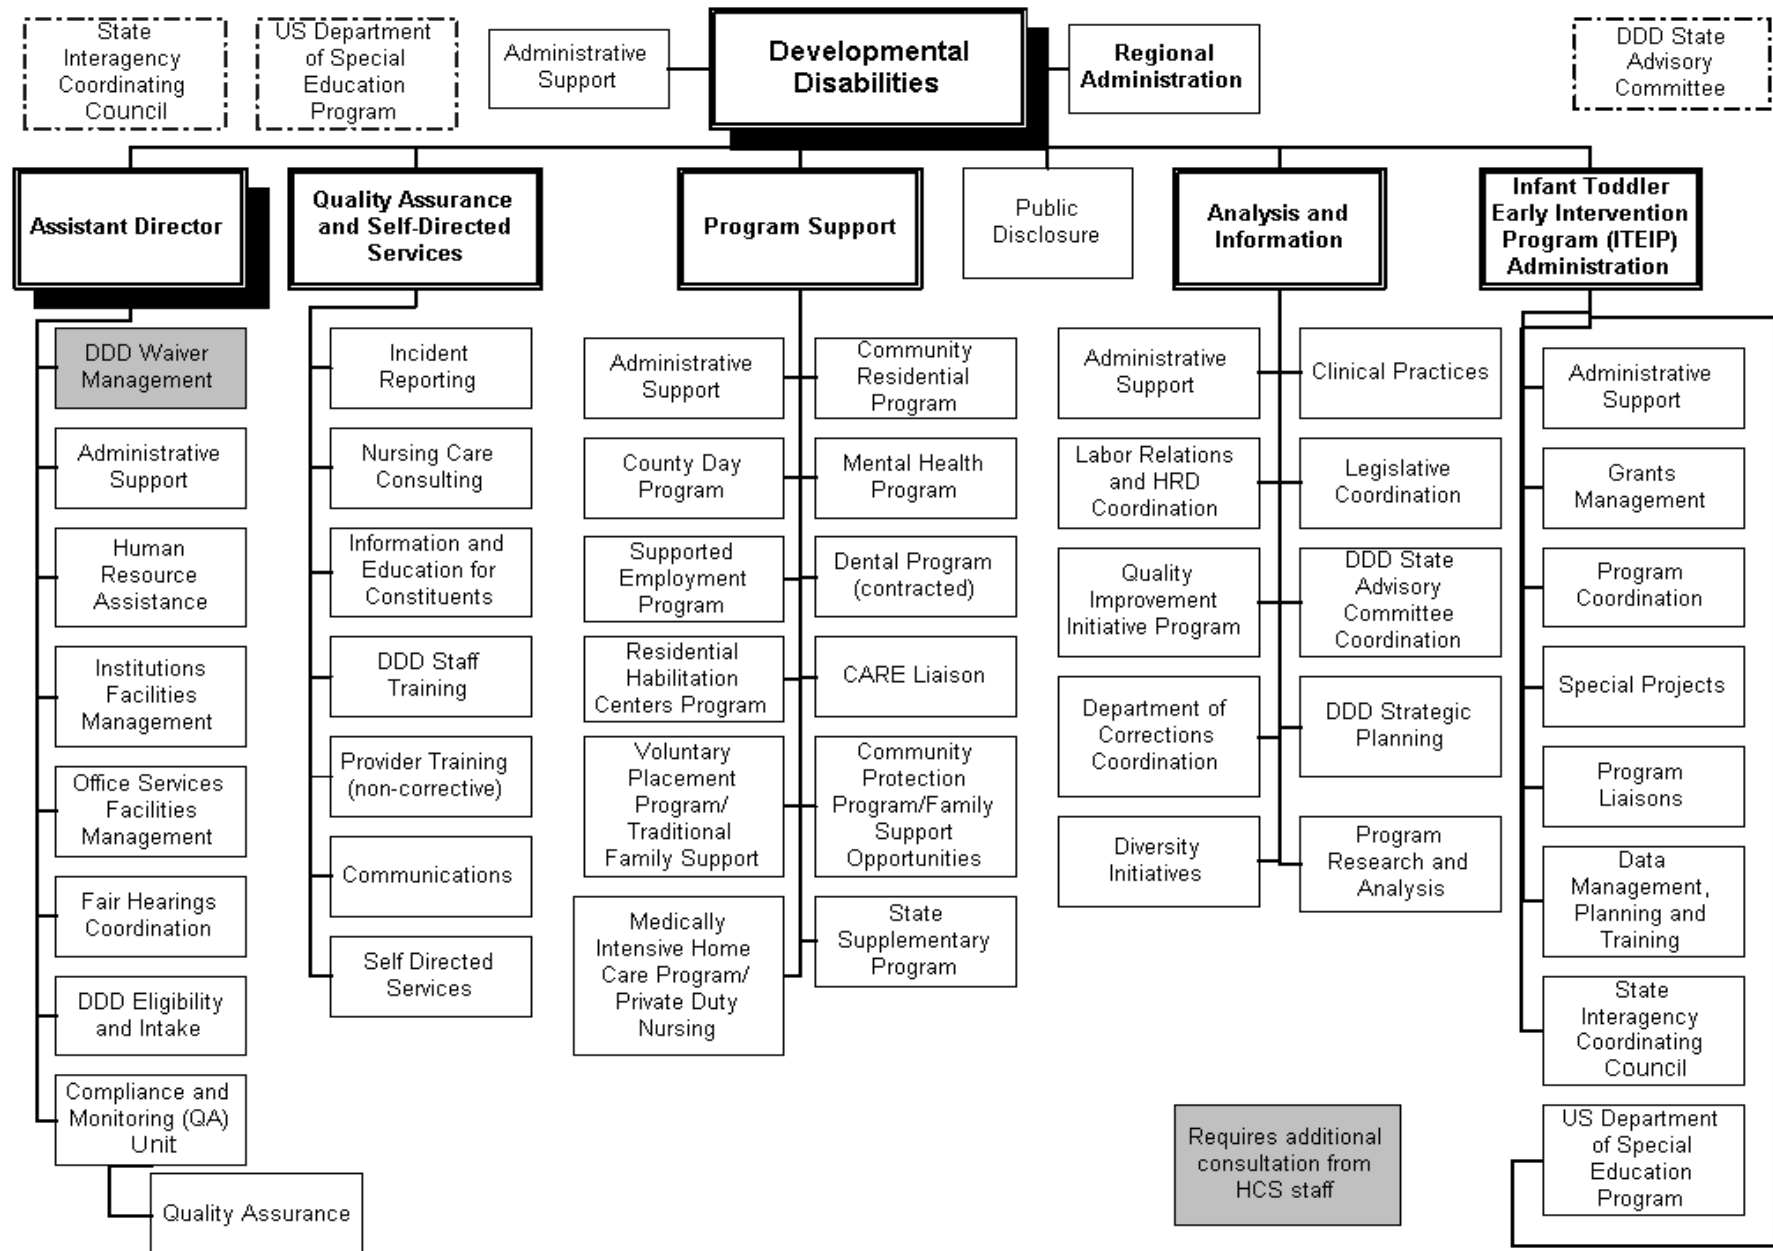 State
Interagency
Coordinating
Council
US Department
of Special
Education
Program
Administrative
Support
Developmental
Disabilities
Regional
Administration
DDD State
Advisory
Committee
Assistant Director
Quality Assurance
and Self-Directed
Services
Program Support
Public
Disclosure
Analysis and
Information
Infant Toddler
Early Intervention
Program (ITEIP)
Administration
DDD Waiver
Management
Administrative
Support
Human
Resource
Assistance
Institutions
Facilities
Management
Office Services
Facilities
Management
Fair Hearings
Coordination
DDD Eligibility
and Intake
Compliance and
Monitoring (QA)
Unit
Quality Assurance
Incident
Reporting
Nursing Care
Consulting
Information and
Education for
Constituents
DDD Staff
Training
Provider Training
(non-corrective)
Communications
Self Directed
Services
Administrative
Support
County Day
Program
Supported
Employment
Program
Residential
Habilitation
Centers Program
Voluntary
Placement
Program/
Traditional
Family Support
Medically
Intensive Home
Care Program/
Private Duty
Nursing
Community
Residential
Program
Mental Health
Program
Dental Program
(contracted)
CARE Liaison
Community
Protection
Program/Family
Support
Opportunities
State
Supplementary
Program
Administrative
Support
Labor Relations
and HRD
Coordination
Quality
Improvement
Initiative Program
Department of
Corrections
Coordination
Diversity
Initiatives
Clinical Practices
Legislative
Coordination
DDD State
Advisory
Committee
Coordination
DDD Strategic
Planning
Program
Research and
Analysis
Requires additional
consultation from
HCS staff
Administrative
Support
Grants
Management
Program
Coordination
Special Projects
Program
Liaisons
Data
Management,
Planning and
Training
State
Interagency
Coordinating
Council
US Department
of Special
Education
Program